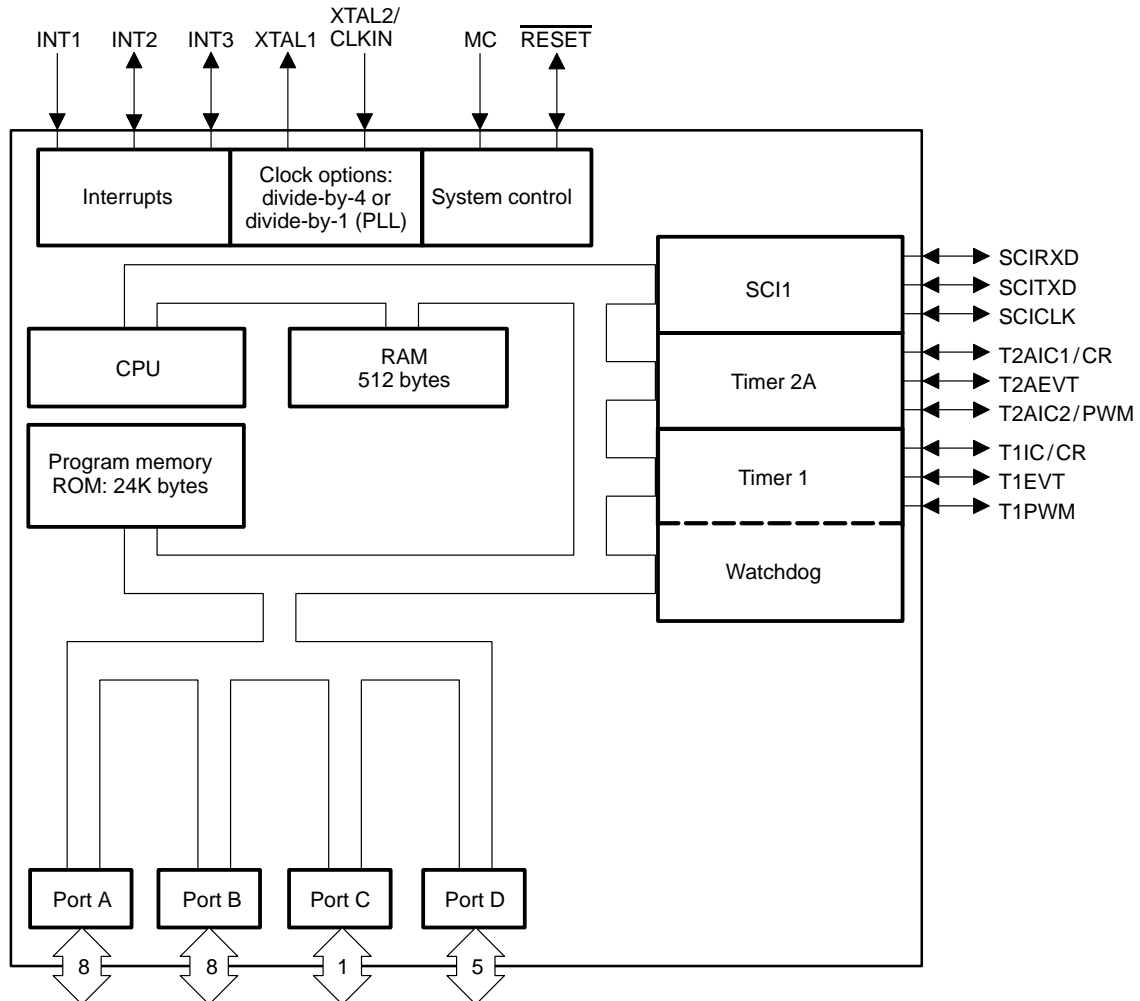 INT1
INT2
INT3
XTAL1
XTAL2/
CLKIN
MC
RESET
Interrupts
Clock options:
divide-by-4 or
divide-by-1 (PLL)
System control
SCI1
SCIRXD
SCITXD
SCICLK
CPU
RAM
512 bytes
Timer 2A
T2AIC1/CR
T2AEVT
T2AIC2/PWM
Program memory
ROM: 24K bytes
Timer 1
T1IC/CR
T1EVT
T1PWM
Watchdog
Port A
Port B
Port C
Port D
8
8
1
5